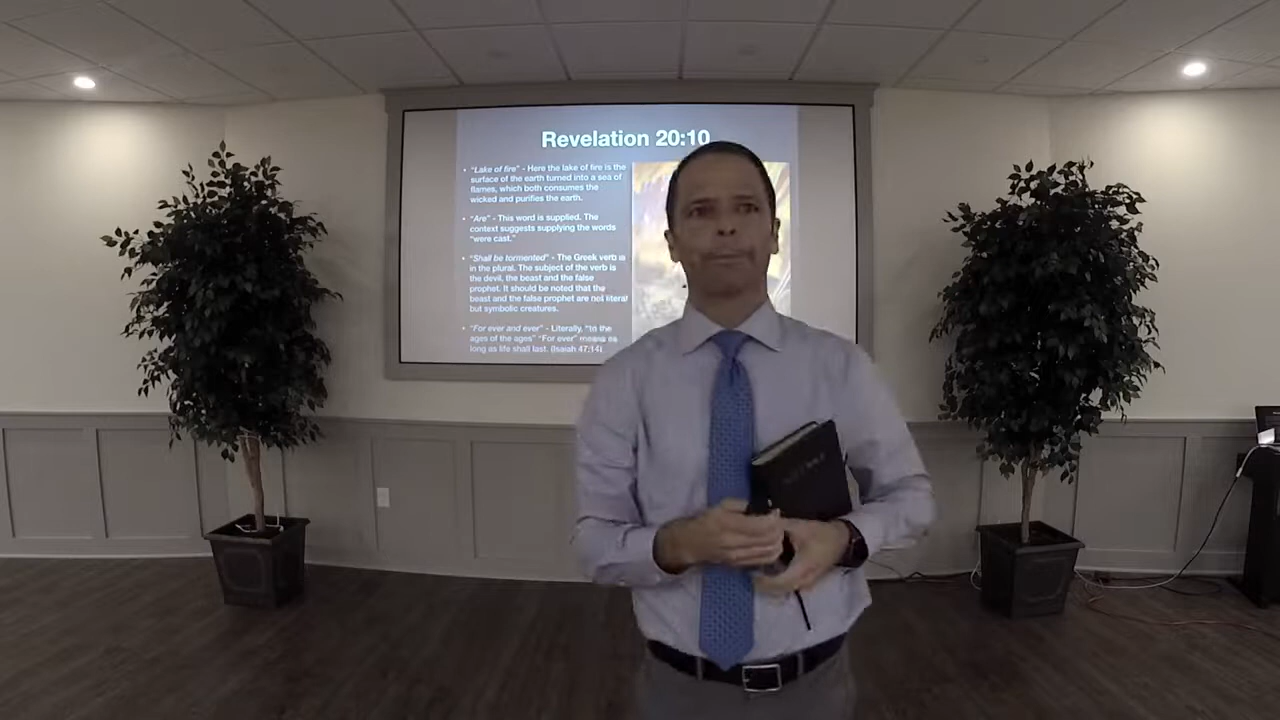 Revelation 20:10
• "Lake of fire" - Here the lake of fire is the
surface of the earth turned into a sea of
flames, which both consumes the
wicked and purifies the earth.
• "Are" - This word is supplied. The
context suggests supplying the words
"were cast."
• "Shall be tormented" - The Greek verb is
in the plural. The subject of the verb is
the devil, the beast and the false
prophet. It should be noted that the
beast and the false prophet are not literal
but symbolic creatures.
• "For ever and ever" - Literally, "to the
ages of the ages" "For ever" means as
long as life shall last. (Isaiah 47:14)